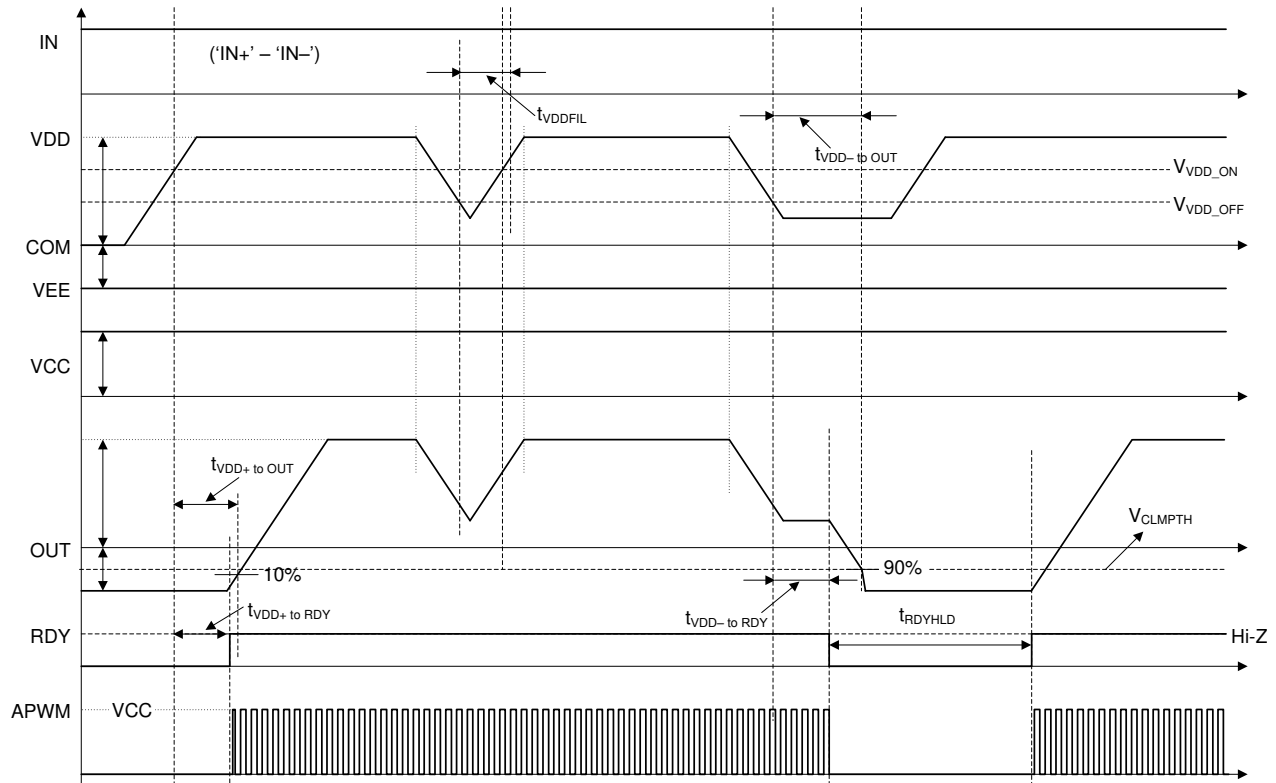 IN
(‘IN+’ – ‘IN–’)
tVDDFIL
VDD
tVDD– to OUT
VVDD_ON
VVDD_OFF
COM
VEE
VCC
tVDD+ to OUT
VCLMPTH
OUT
10%
90%
tVDD+ to RDY
tVDD– to RDY
tRDYHLD
RDY
Hi-Z
APWM
VCC